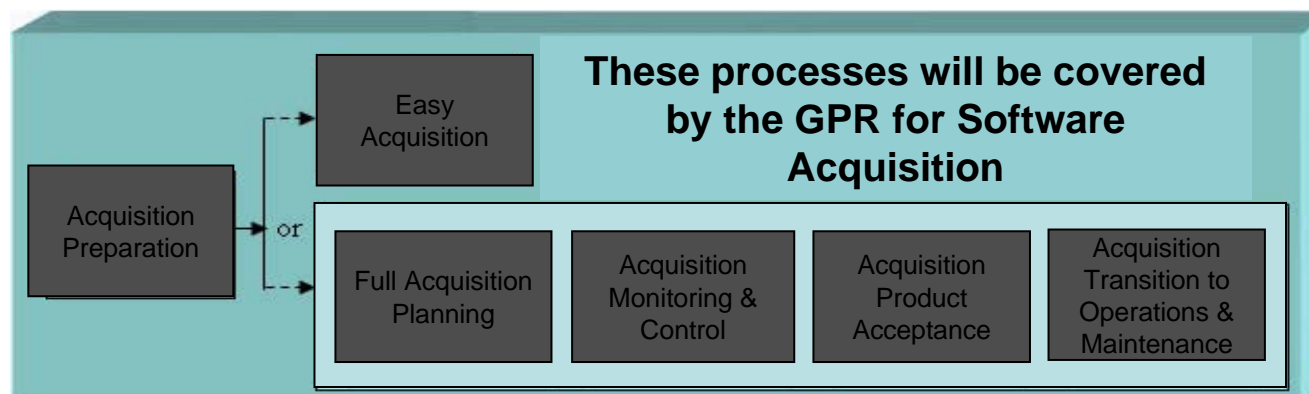 These processes will be covered
by the GPR for Software
Acquisition
Easy
Acquisition
Acquisition
Preparation
or
Full Acquisition
Planning
Acquisition
Monitoring &
Control
Acquisition
Product
Acceptance
Acquisition
Transition to
Operations &
Maintenance